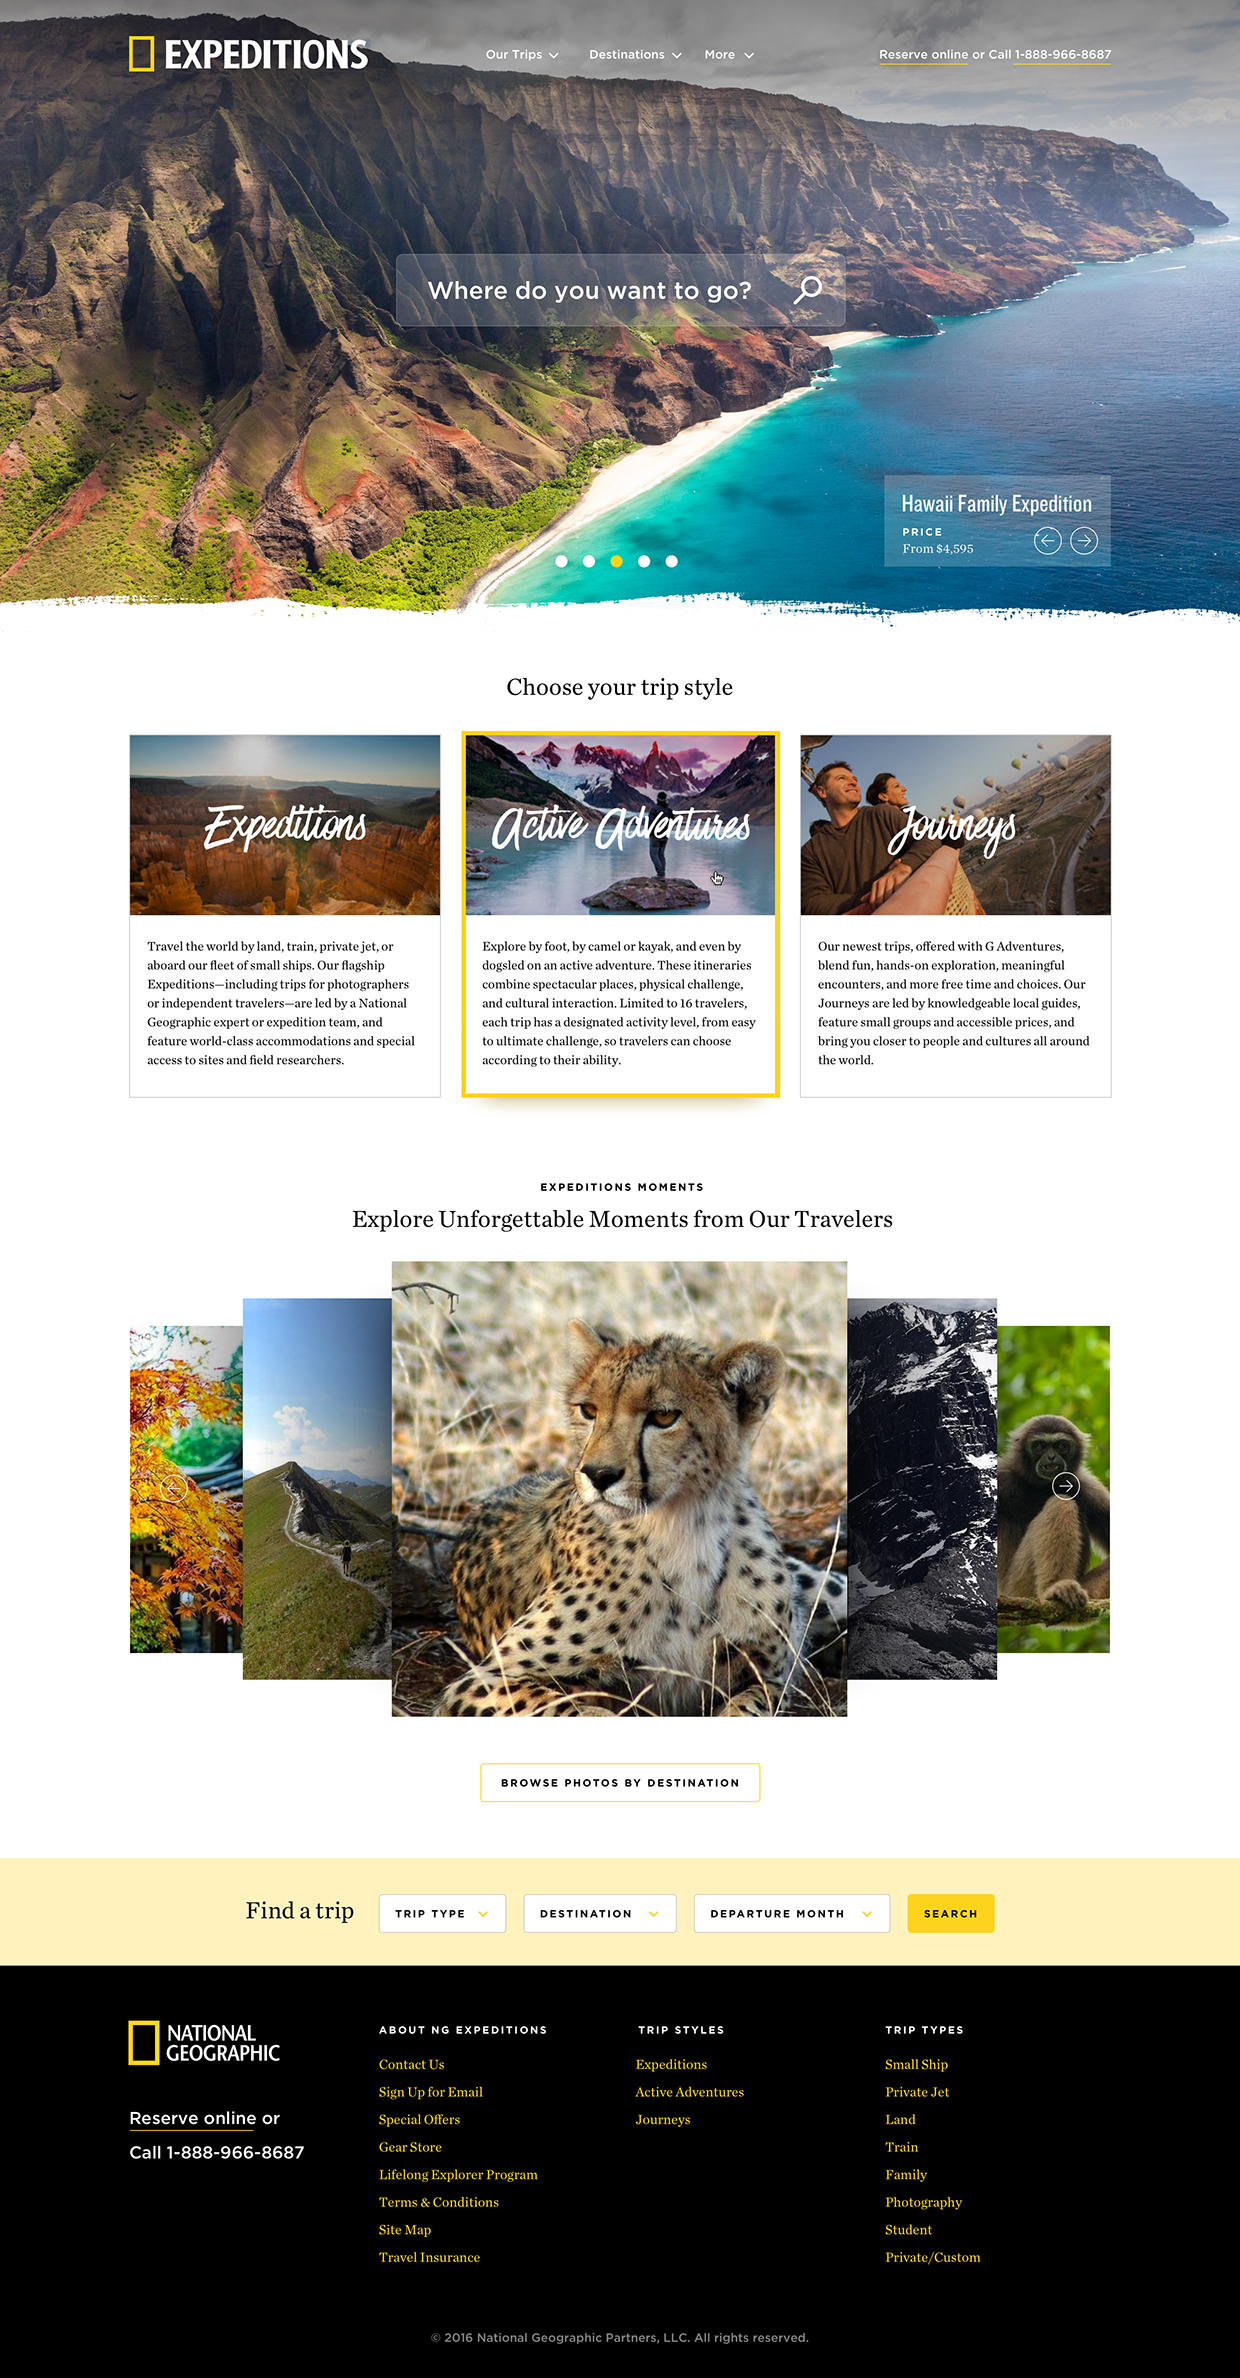 EXPEDITIONS
Our Trips
Destinations
More
Reserve online or Call 1-888-966-8687
Where do you want to go?
Hawaii Family Expedition
PRICE
From $4,595
Choose your trip style
Expeditions
Travel the world by land, train, private jet, or
aboard our fleet of small ships. Our flagship
Expeditions—including trips for photographers
or independent travelers—are led by a National
Geographic expert or expedition team, and
feature world-class accommodations and special
access to sites and field researchers.
Active Adventures
Explore by foot, by camel or kayak, and even by
dogsled on an active adventure. These itineraries
combine spectacular places, physical challenge,
and cultural interaction. Limited to 16 travelers,
each trip has a designated activity level, from easy
to ultimate challenge, so travelers can choose
according to their ability.
Journeys
Our newest trips, offered with G Adventures,
blend fun, hands-on exploration, meaningful
encounters, and more free time and choices. Our
Journeys are led by knowledgeable local guides,
feature small groups and accessible prices, and
bring you closer to people and cultures all around
the world.
EXPEDITIONS MOMENTS
Explore Unforgettable Moments from Our Travelers
BROWSE PHOTOS BY DESTINATION
Find a trip
TRIP TYPE
DESTINATION
DEPARTURE MONTH
SEARCH
NATIONAL
GEOGRAPHIC
Reserve online or
Call 1-888-966-8687
ABOUT NG EXPEDITIONS
Contact Us
Sign Up for Email
Special Offers
Gear Store
Lifelong Explorer Program
Terms & Conditions
Site Map
Travel Insurance
TRIP STYLES
Expeditions
Active Adventures
Journeys
TRIP TYPES
Small Ship
Private Jet
Land
Train
Family
Photography
Student
Private/Custom
© 2016 National Geographic Partners, LLC. All rights reserved.